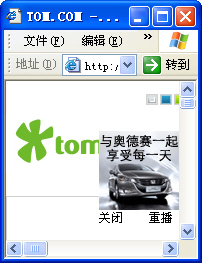 TOM.COM -...
文件(F) 编辑(E) »
地址(D) http:/ 转到
tom
与奥德赛一起
享受每一天
关闭 重播